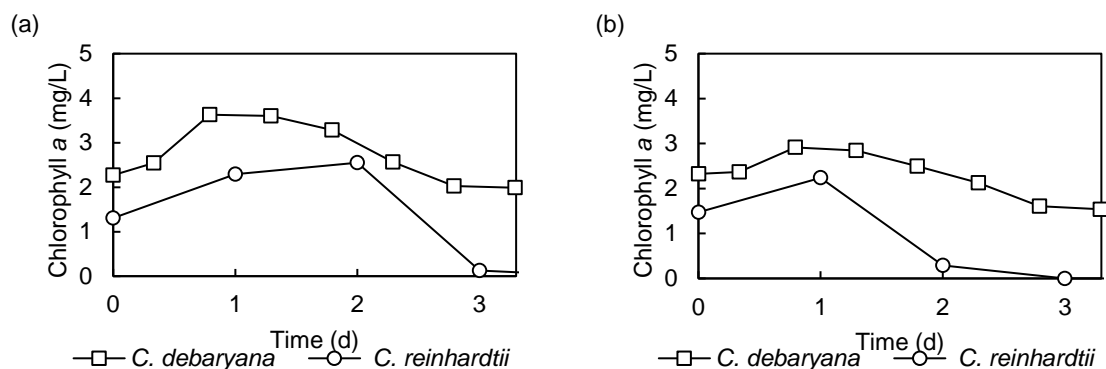 (a)
Chlorophyll a (mg/L)
5
4
3
2
1
0
0 1 2 3
Time (d)
C. debaryana C. reinhardtii
(b)
Chlorophyll a (mg/L)
5
4
3
2
1
0
0 1 2 3
Time (d)
C. debaryana C. reinhardtii